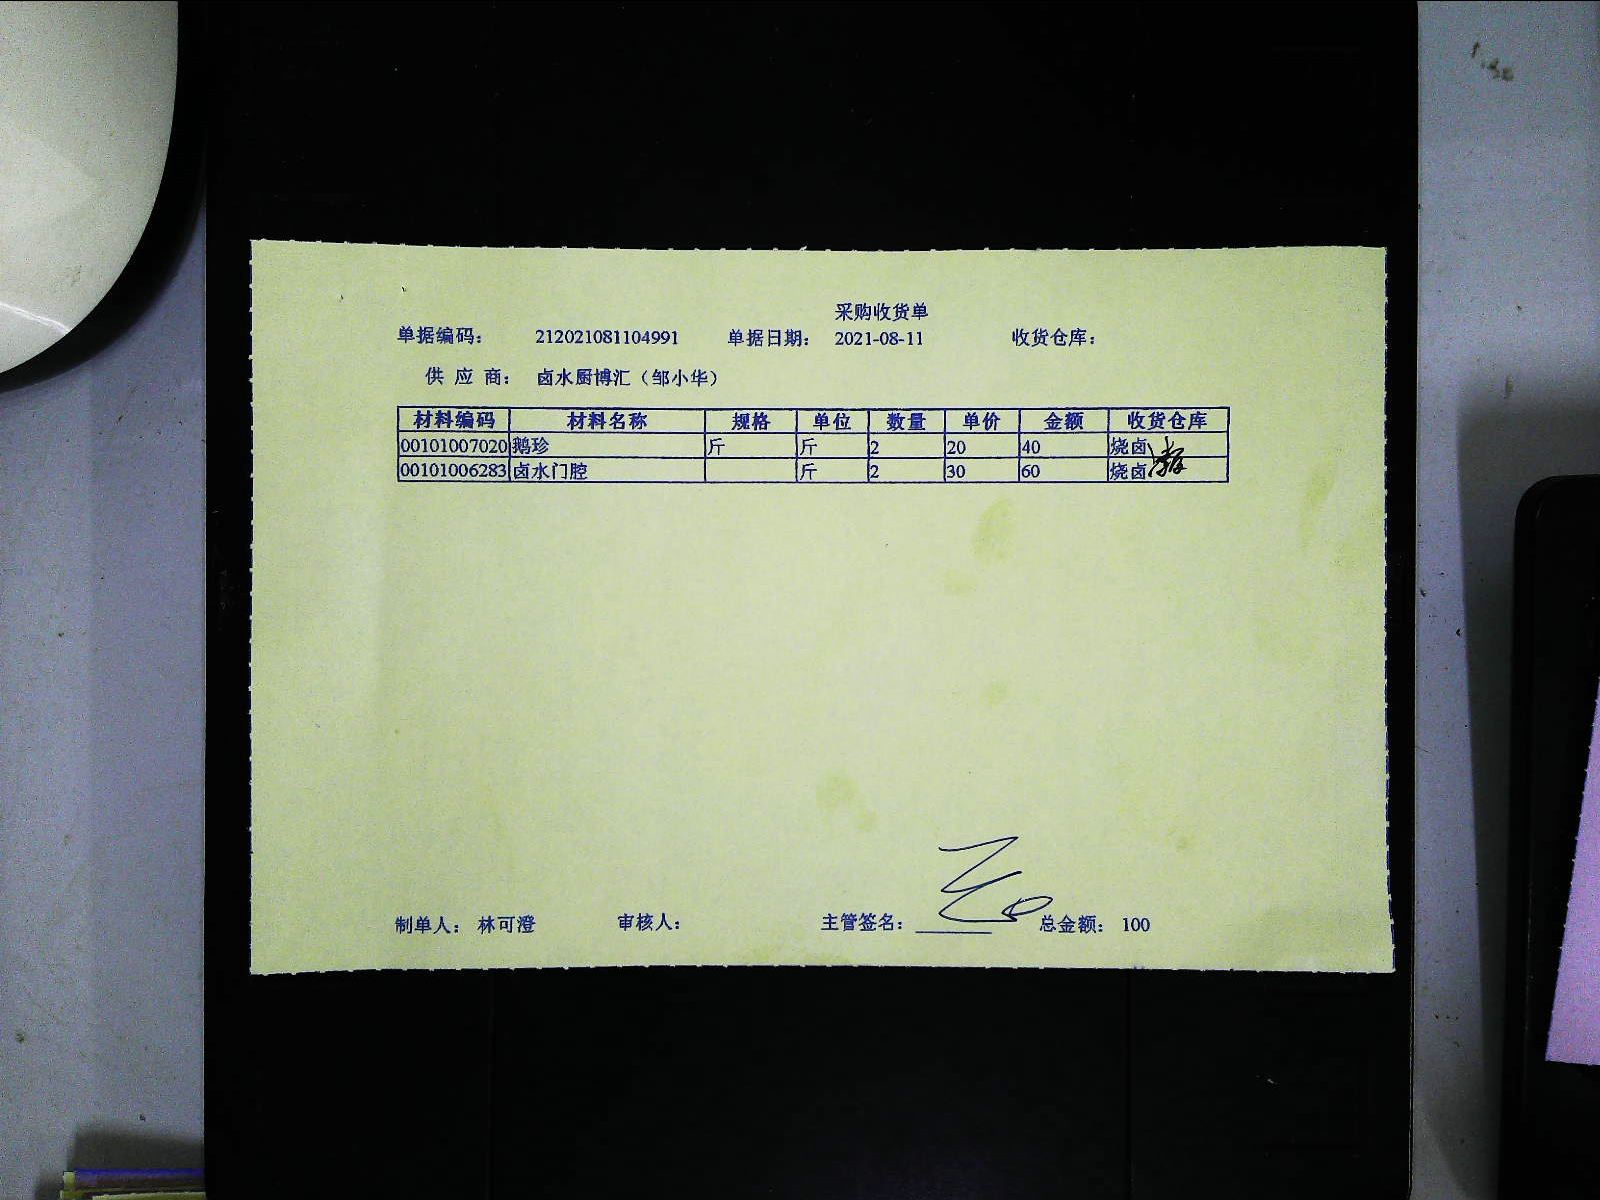 采购收货单
单据编码： 212021081104991 单据日期： 2021-08-11 收货仓库：
供 应 商： 卤水厨博汇（邹小华）
材料编码 材料名称 规格 单位 数量 单价 金额 收货仓库
00101007020 鹅珍 斤 斤 2 20 40 烧卤
00101006283 卤水门腔 斤 2 30 60 烧卤
制单人： 林可澄 审核人： 主管签名： 总金额： 100